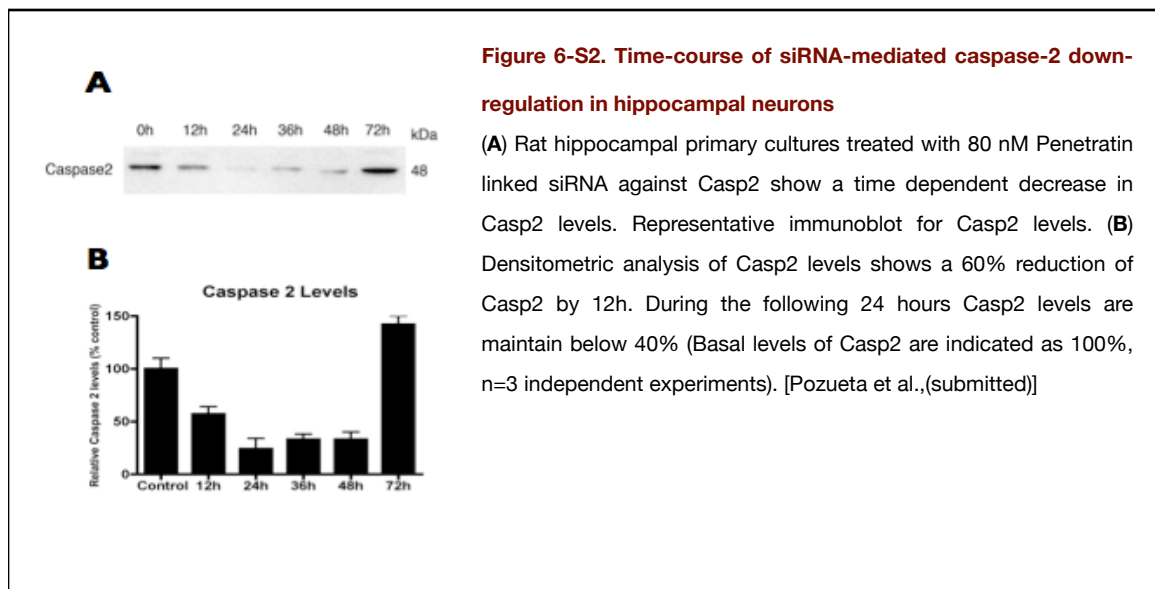 A
0h 12h 24h 36h 48h 72h kDa
Caspase2 48
B
Caspase 2 Levels
Relative Caspase 2 levels (% control)
150
100
50
0
Control 12h 24h 36h 48h 72h
Figure 6-S2. Time-course of siRNA-mediated caspase-2 down-
regulation in hippocampal neurons
(A) Rat hippocampal primary cultures treated with 80 nM Penetratin
linked siRNA against Casp2 show a time dependent decrease in
Casp2 levels. Representative immunoblot for Casp2 levels. (B)
Densitometric analysis of Casp2 levels shows a 60% reduction of
Casp2 by 12h. During the following 24 hours Casp2 levels are
maintain below 40% (Basal levels of Casp2 are indicated as 100%,
n=3 independent experiments). [Pozueta et al.,(submitted)]